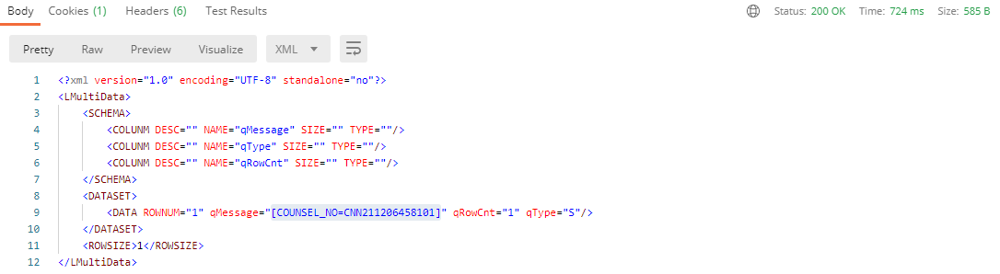 Body Cookies (1) Headers (6) Test Results Status: 200 OK Time: 724 ms Size: 585 B
Pretty Raw Preview Visualize XML
1 <?xml version="1.0" encoding="UTF-8" standalone="no"?>
2 <LMultiData>
3 <SCHEMA>
4 <COLUNM DESC="" NAME="qMessage" SIZE="" TYPE=""/>
5 <COLUNM DESC="" NAME="qType" SIZE="" TYPE=""/>
6 <COLUNM DESC="" NAME="qRowCnt" SIZE="" TYPE=""/>
7 </SCHEMA>
8 <DATASET>
9 <DATA ROWNUM="1" qMessage="[COUNSEL_NO=CNN211206458101]" qRowCnt="1" qType="S"/>
10 </DATASET>
11 <ROWSIZE>1</ROWSIZE>
12 </LMultiData>